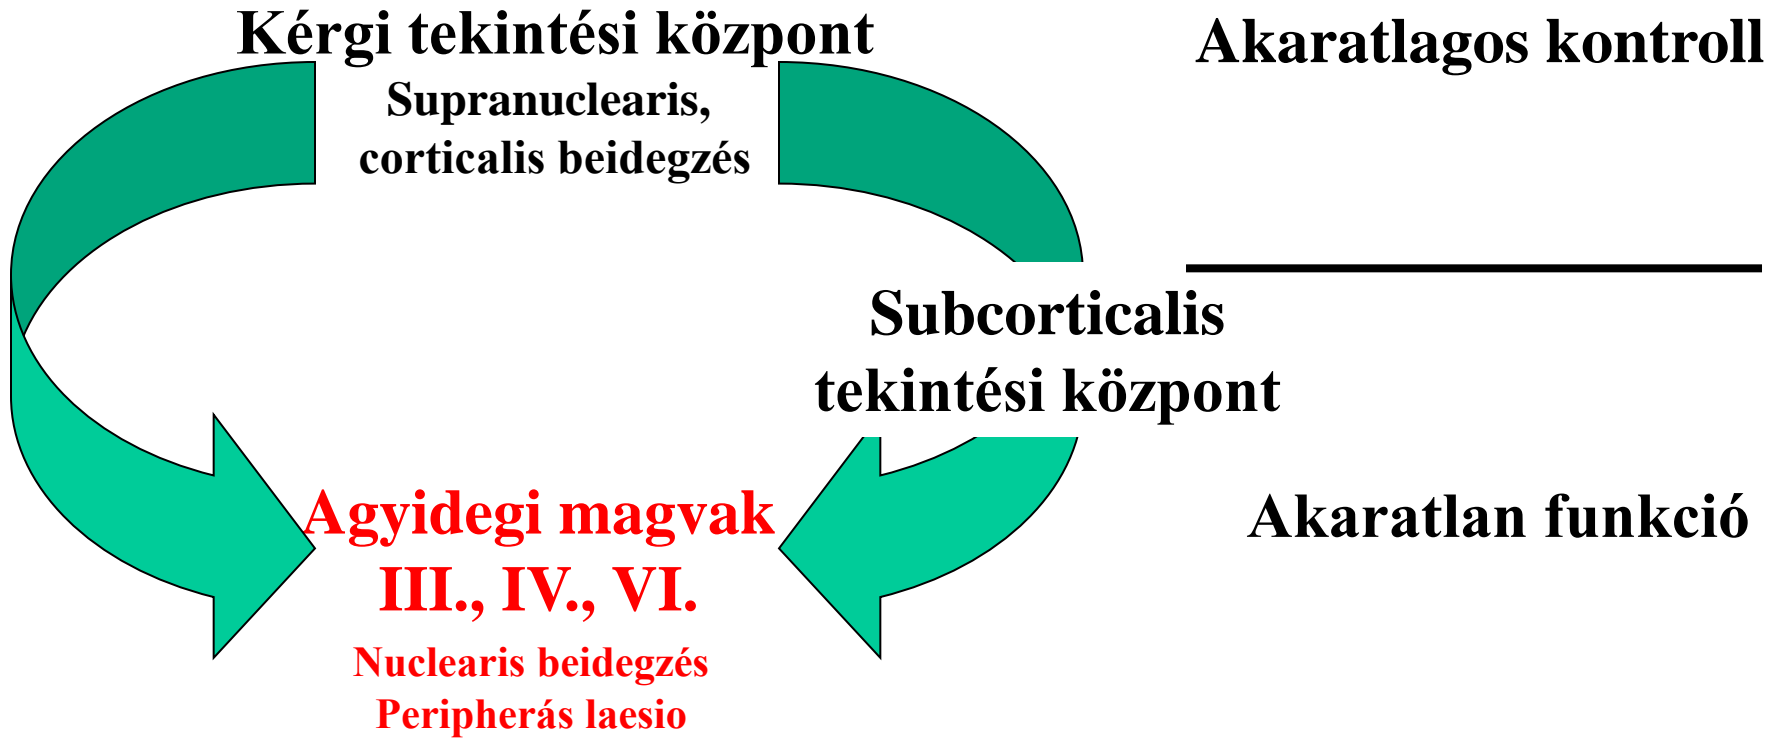 Kérgi tekintési központ
Supranuclearis,
corticalis beidegzés
Akaratlagos kontroll
Subcorticalis
tekintési központ
Agyidegi magvak
III., IV., VI.
Nuclearis beidegzés
Peripherás laesio
Akaratlan funkció